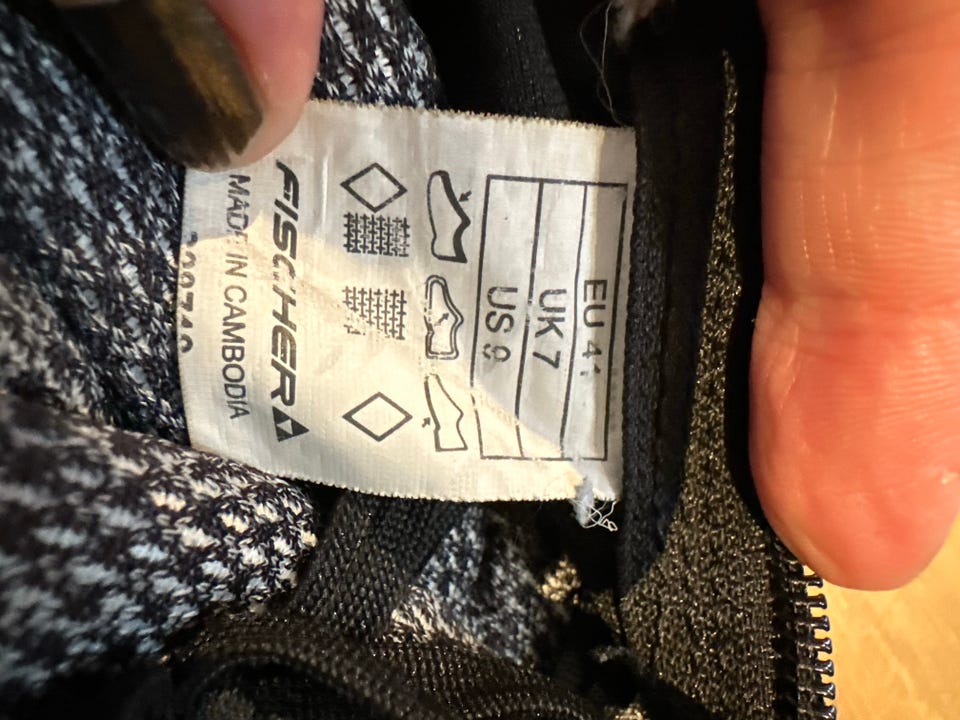 EU 41
UK 7
US 8
FISCHER
MADE IN CAMBODIA